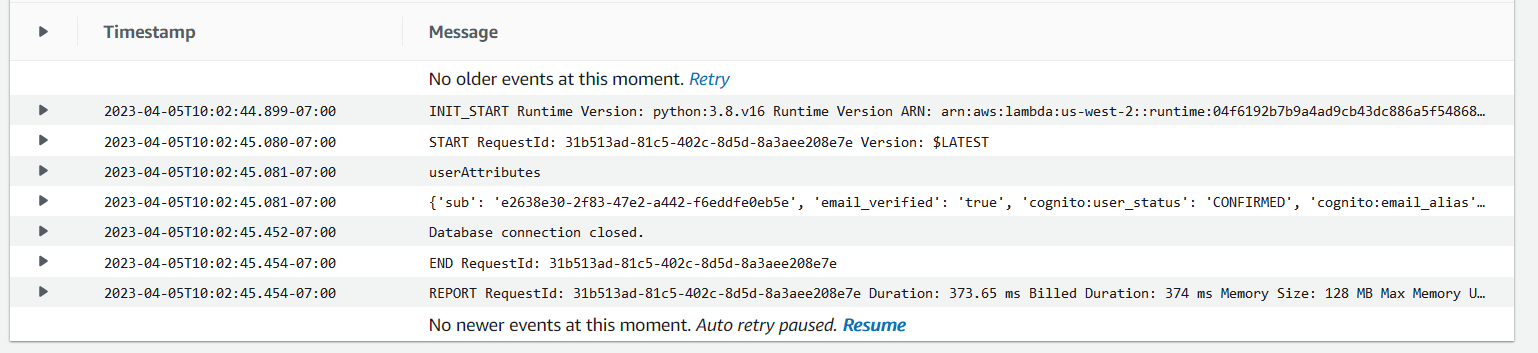 Timestamp Message
No older events at this moment. Retry
2023-04-05T10:02:44.899-07:00 INIT_START Runtime Version: python:3.8.v16 Runtime Version ARN: arn:aws:lambda:us-west-2::runtime:04f6192b7b9a4ad9cb43dc886a5f54868…
2023-04-05T10:02:45.080-07:00 START RequestId: 31b513ad-81c5-402c-8d5d-8a3aee208e7e Version: $LATEST
2023-04-05T10:02:45.081-07:00 userAttributes
2023-04-05T10:02:45.081-07:00 {'sub': 'e2638e30-2f83-47e2-a442-f6eddfe0eb5e', 'email_verified': 'true', 'cognito:user_status': 'CONFIRMED', 'cognito:email_alias'…
2023-04-05T10:02:45.452-07:00 Database connection closed.
2023-04-05T10:02:45.454-07:00 END RequestId: 31b513ad-81c5-402c-8d5d-8a3aee208e7e
2023-04-05T10:02:45.454-07:00 REPORT RequestId: 31b513ad-81c5-402c-8d5d-8a3aee208e7e Duration: 373.65 ms Billed Duration: 374 ms Memory Size: 128 MB Max Memory U…
No newer events at this moment. Auto retry paused. Resume